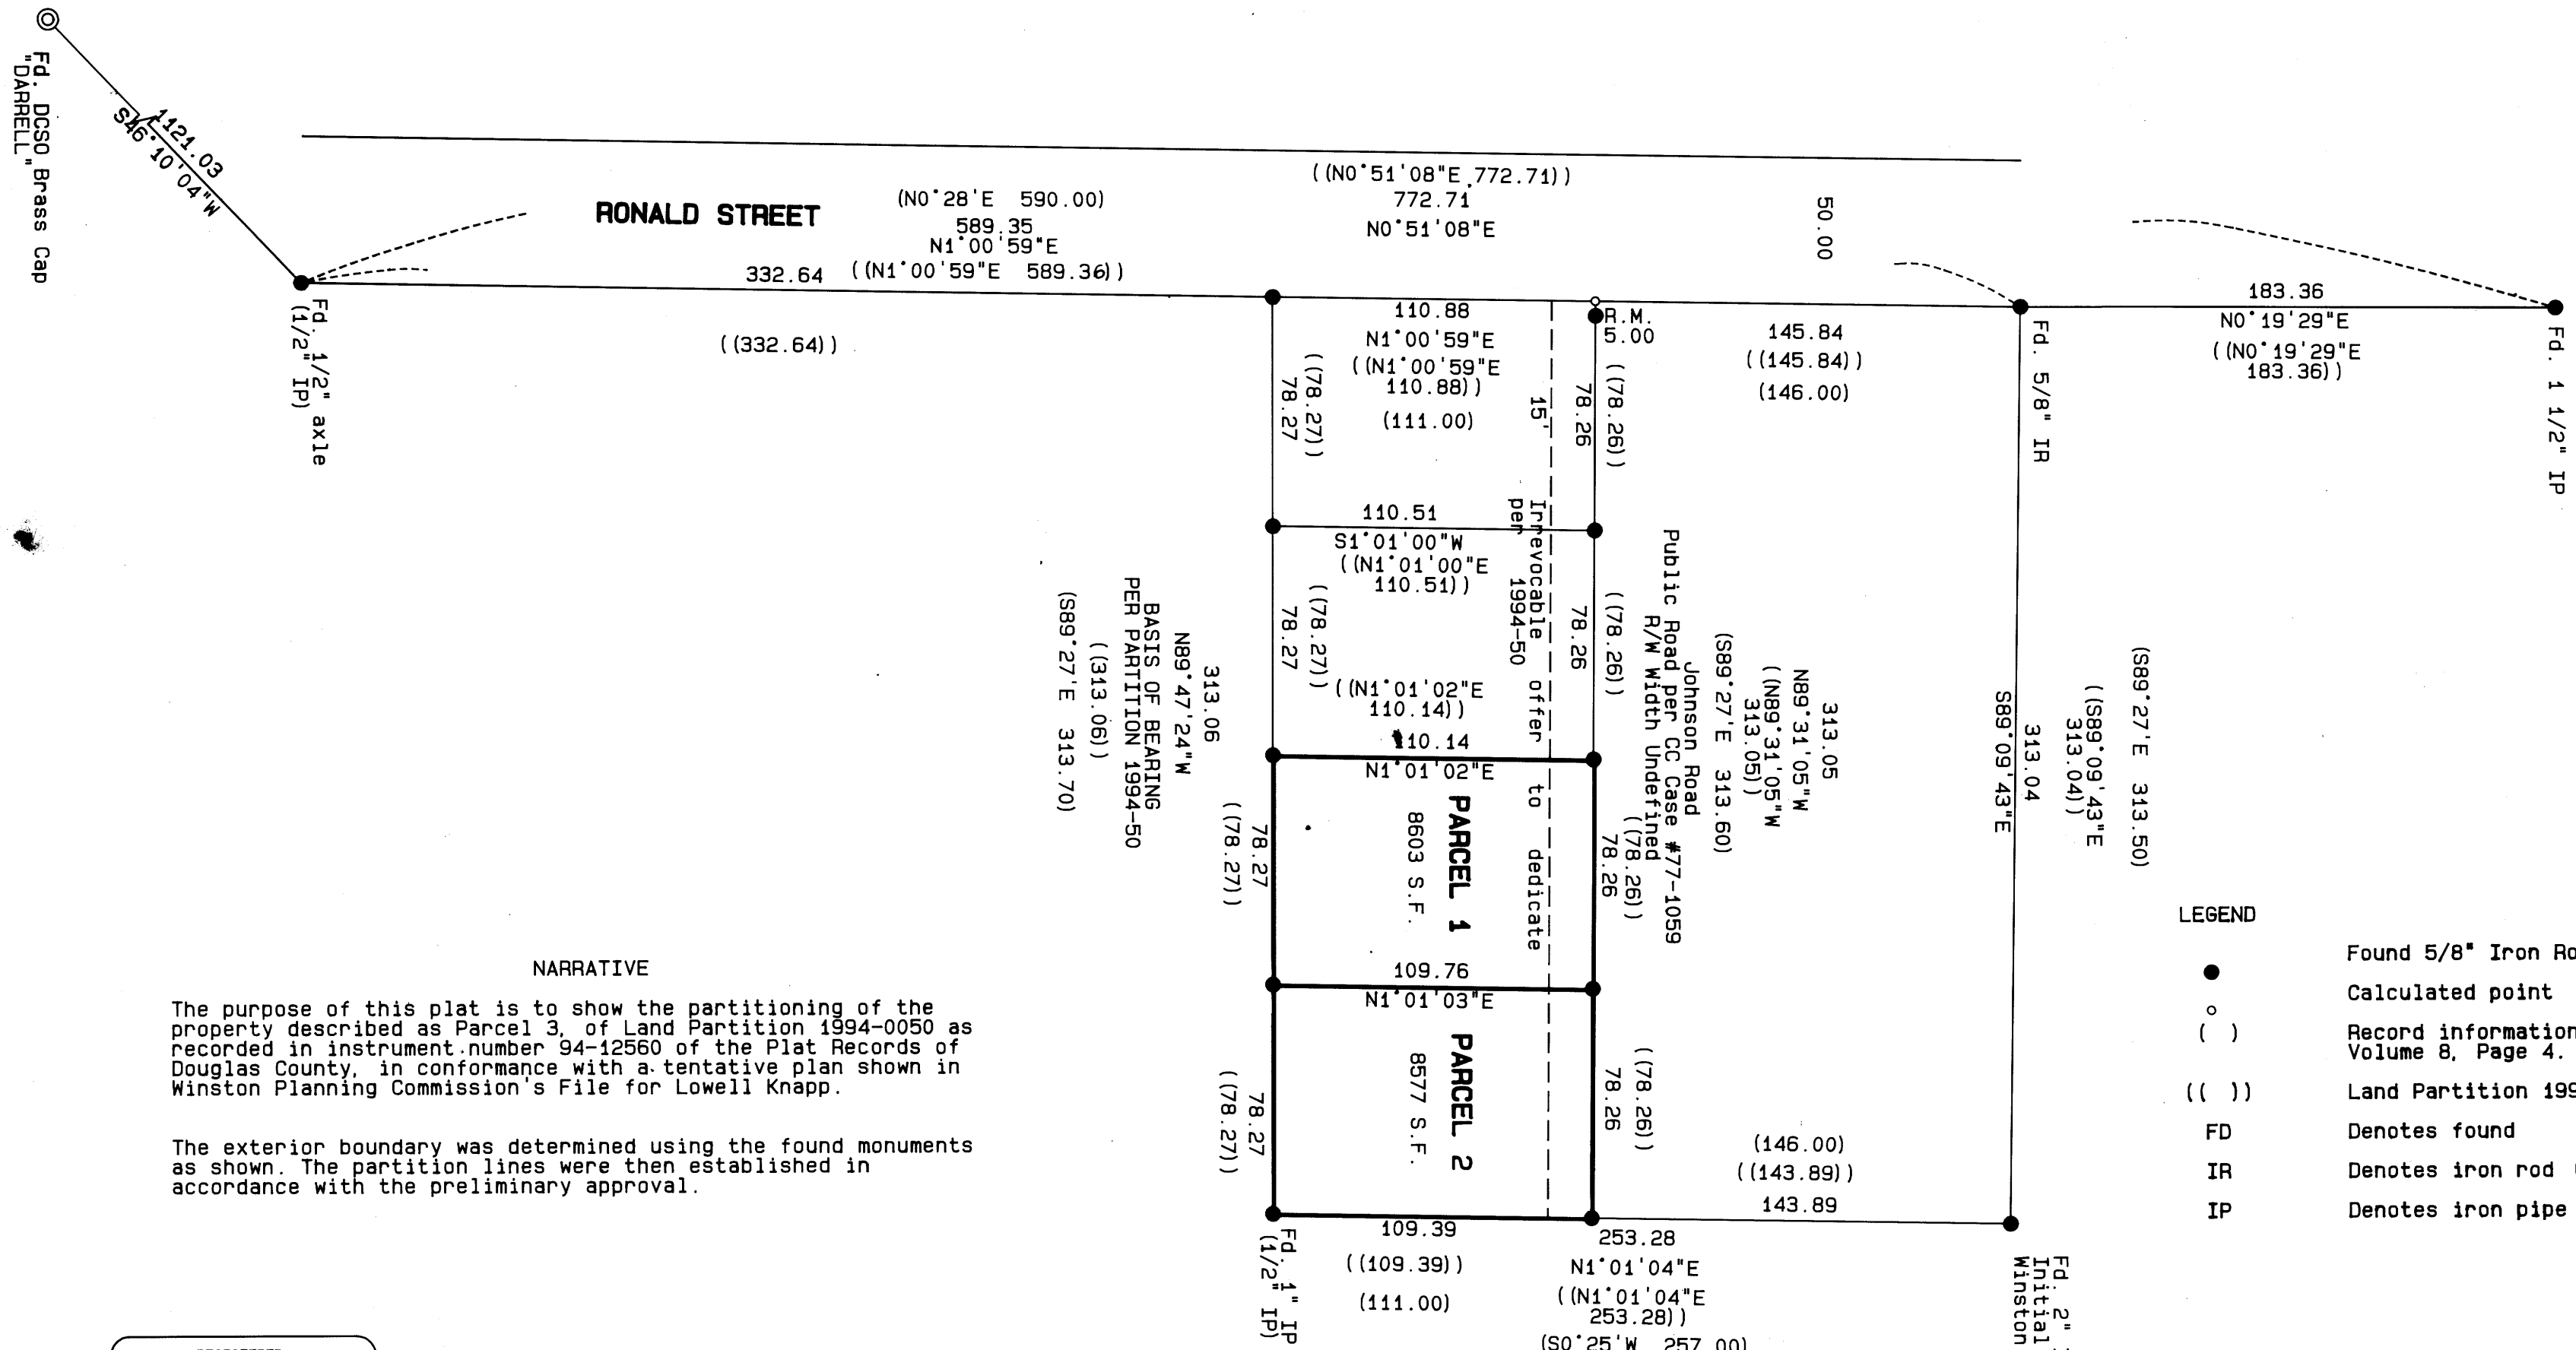 Fd. DCSO Brass Cap
"DARRELL"
1121.03
S46°10'04"W
RONALD STREET
(N0°28'E 590.00)
589.35
N1°00'59"E
((N1°00'59"E 589.36))
332.64
((332.64))
((N0°51'08"E 772.71))
772.71
N0°51'08"E
50.00
Fd. 1/2" axle
(1/2" IP)
110.88
N1°00'59"E
((N1°00'59"E
110.88))
(111.00)
R.M.
5.00
145.84
((145.84))
(146.00)
183.36
N0°19'29"E
((N0°19'29"E
183.36))
Fd. 5/8" IR
Fd. 1 1/2" IP
((78.27))
78.27
15'
78.26
((78.26))
110.51
S1°01'00"W
((N1°01'00"E
110.51))
Irrevocable offer to dedicate
per 1994-50
((78.27))
78.27
78.26
((78.26))
((N1°01'02"E
110.14))
110.14
N1°01'02"E
313.06
N89°47'24"W
BASIS OF BEARING
PER PARTITION 1994-50
((313.06))
(S89°27'E 313.70)
313.05
N89°31'05"W
((N89°31'05"W
313.05))
(S89°27'E 313.60)
Johnson Road
Public Road per CC Case #77-1059
R/W Width Undefined
(S89°27'E 313.50)
((S89°09'43"E
313.04))
313.04
S89°09'43"E
PARCEL 1
8603 S.F.
78.27
((78.27))
((78.26))
78.26
109.76
N1°01'03"E
PARCEL 2
8577 S.F.
78.27
((78.27))
((78.26))
78.26
109.39
((109.39))
(111.00)
Fd. 1" IP
(1/2" IP)
(146.00)
((143.89))
143.89
253.28
N1°01'04"E
((N1°01'04"E
253.28))
(S0°25'W 257.00)
Fd. 2"
Initial
Winston
NARRATIVE
The purpose of this plat is to show the partitioning of the
property described as Parcel 3, of Land Partition 1994-0050 as
recorded in instrument number 94-12560 of the Plat Records of
Douglas County, in conformance with a tentative plan shown in
Winston Planning Commission's File for Lowell Knapp.
The exterior boundary was determined using the found monuments
as shown. The partition lines were then established in
accordance with the preliminary approval.
LEGEND
Found 5/8" Iron Ro
Calculated point
( ) Record information
Volume 8, Page 4.
(( )) Land Partition 199
FD Denotes found
IR Denotes iron rod
IP Denotes iron pipe